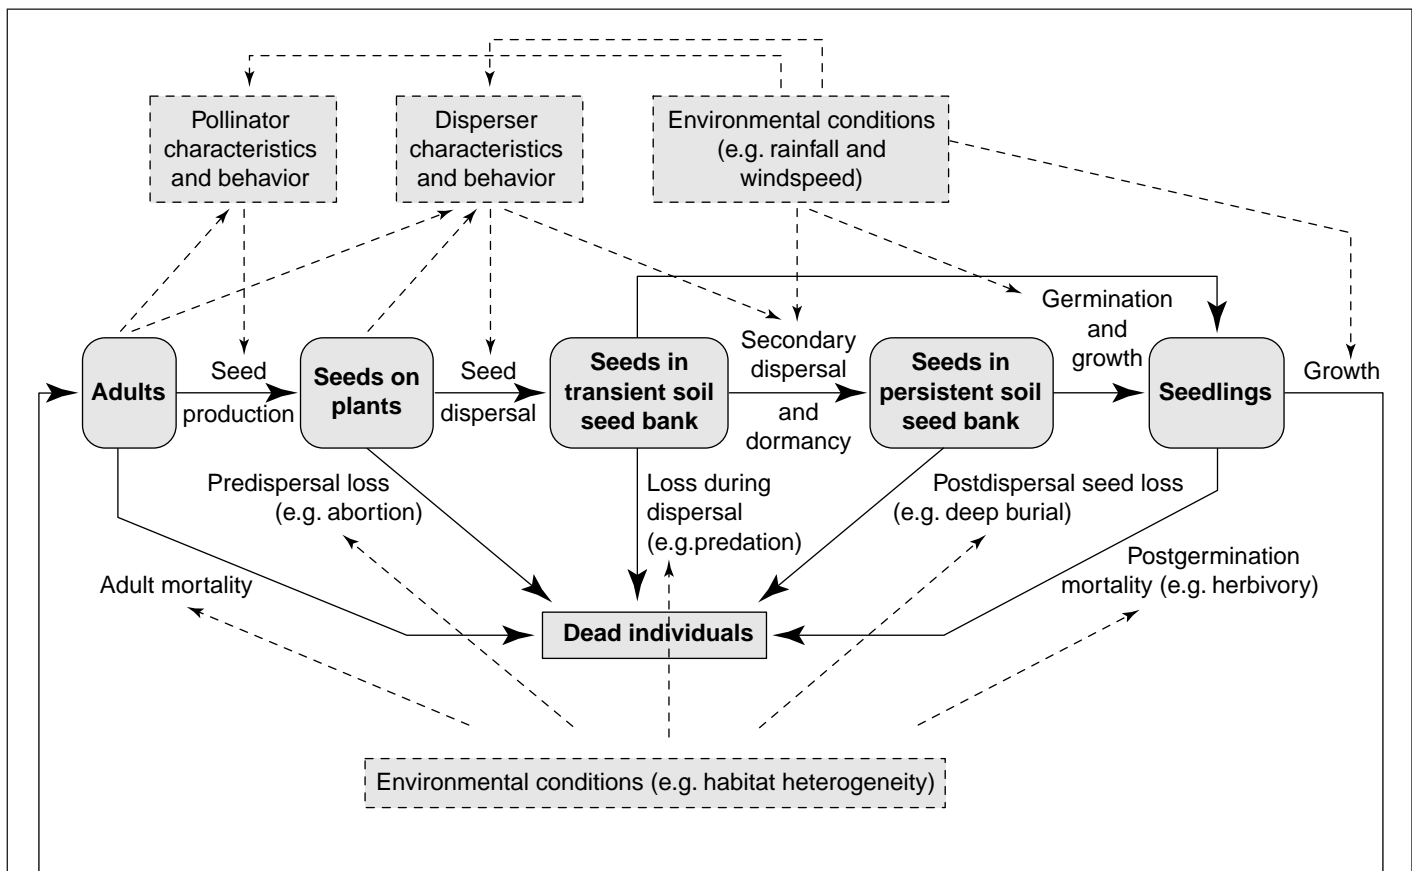 Pollinator
characteristics
and behavior
Disperser
characteristics
and behavior
Environmental conditions
(e.g. rainfall and
windspeed)
Adults
Seed
production
Seeds on
plants
Seed
dispersal
Seeds in
transient soil
seed bank
Secondary
dispersal
and
dormancy
Seeds in
persistent soil
seed bank
Germination
and
growth
Seedlings
Growth
Predispersal loss
(e.g. abortion)
Loss during
dispersal
(e.g.predation)
Postdispersal seed loss
(e.g. deep burial)
Adult mortality
Postgermination
mortality (e.g. herbivory)
Dead individuals
Environmental conditions (e.g. habitat heterogeneity)